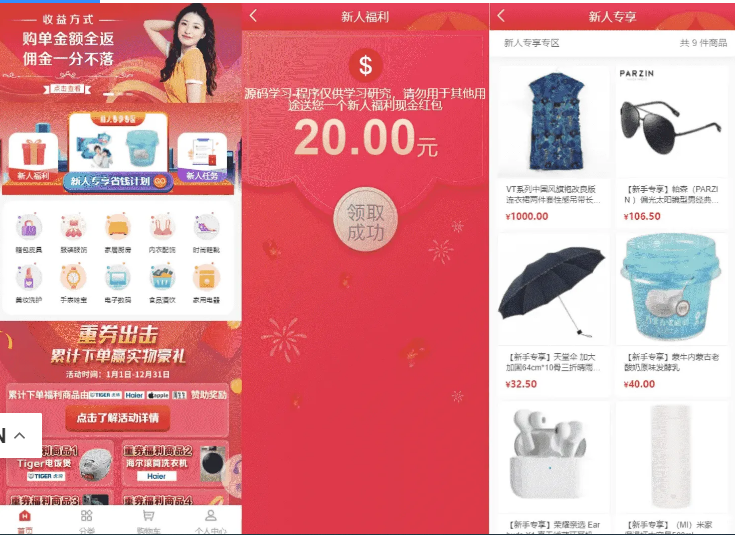 收益方式
购单金额全返
佣金一分不落
点击查看
新人专享专区
新人福利
新人专享省钱计划
新人任务
箱包皮具
服装鞋饰
家居厨房
内衣配饰
时尚鞋靴
美妆洗护
手表珠宝
电子数码
食品酒饮
家用电器
重券出击
累计下单赢实物豪礼
活动时间：1月1日-12月31日
累计下单福利商品由 TIGER Haier apple 赞助奖励
点击了解活动详情
重券福利商品1
Tiger电饭煲
TIGER
重券福利商品2
海尔滚筒洗衣机
Haier
重券福利商品3
重券福利商品4
N
首页
分类
购物车
个人中心
新人福利
$
源码学习-程序仅供学习研究，请勿用于其他用
途送您一个新人福利现金红包
20.00元
领取
成功
新人专享
新人专享专区
共 9 件商品
VT系列中国风旗袍改良版
连衣裙两件套性感吊带长...
¥1000.00
PARZIN
【新手专享】帕森（PARZI
N ）偏光太阳镜型男经典...
¥106.50
【新手专享】天堂伞 加大
加固64cm*10骨三折晴雨...
¥32.50
【新手专享】蒙牛内蒙古老
酸奶原味发酵乳
¥40.00
【新手专享】荣耀亲选 Ear
【新手专享】（MI）米家